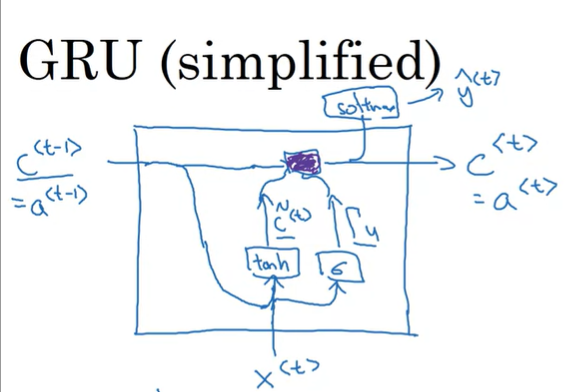 GRU (simplified)
softmax
ŷ<t>
c<t-1>
=a<t-1>
c<t>
= a<t>
c̃<t>
Γu
tanh
σ
x<t>